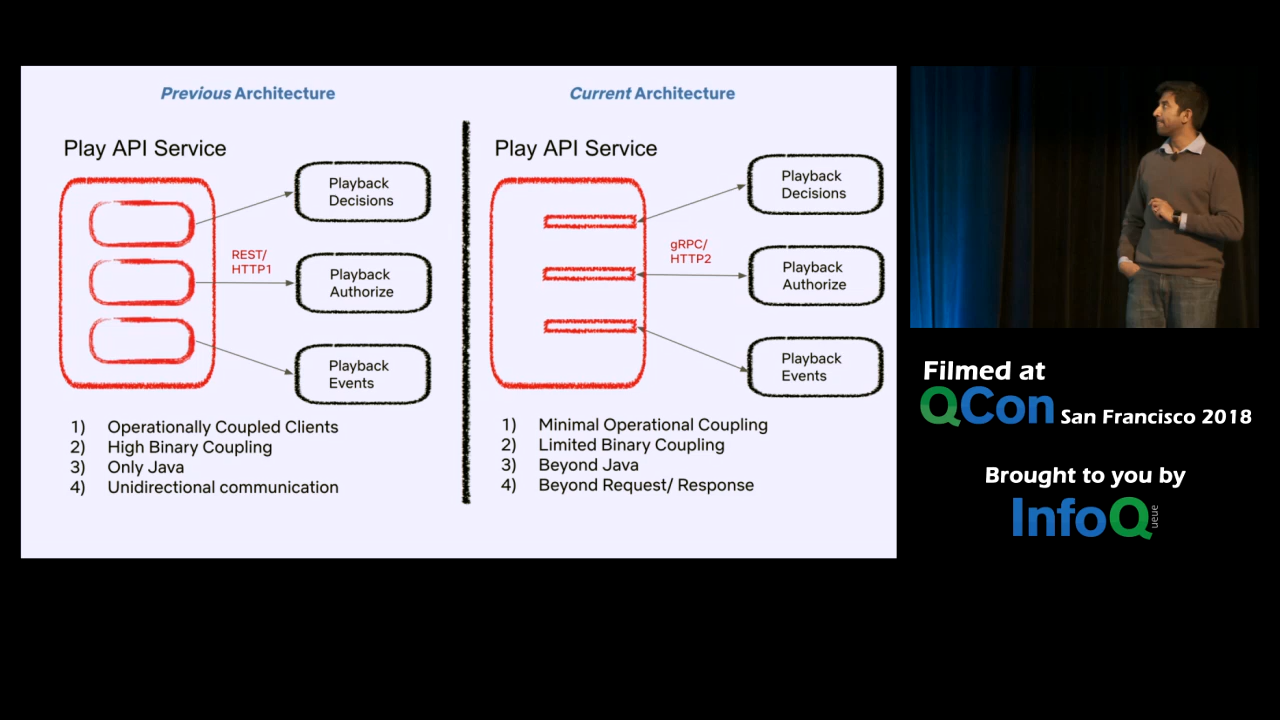 Previous Architecture
Play API Service
Playback
Decisions
REST/
HTTP1
Playback
Authorize
Playback
Events
1) Operationally Coupled Clients
2) High Binary Coupling
3) Only Java
4) Unidirectional communication
Current Architecture
Play API Service
Playback
Decisions
gRPC/
HTTP2
Playback
Authorize
Playback
Events
1) Minimal Operational Coupling
2) Limited Binary Coupling
3) Beyond Java
4) Beyond Request/ Response
Filmed at
QCon San Francisco 2018
Brought to you by
InfoQ
ueue